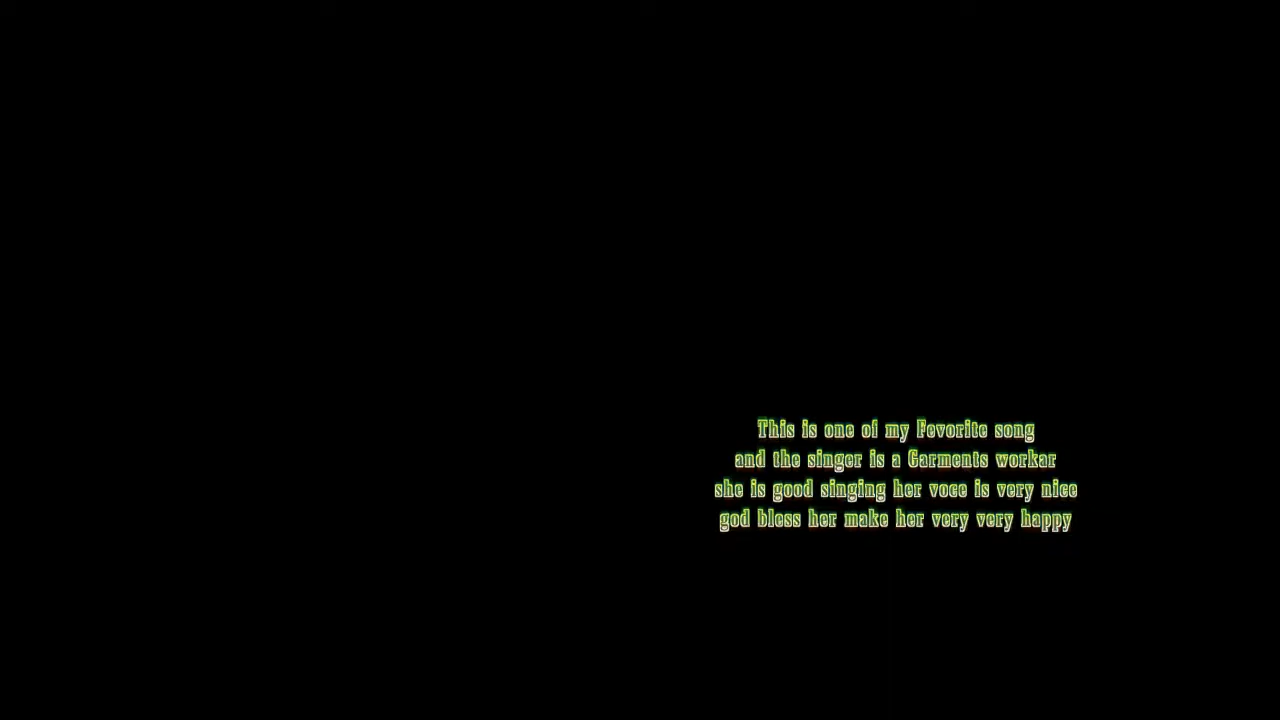 This is one of my Fevorite song
and the singer is a Garments workar
she is good singing her voce is very nice
god bless her make her very very happy